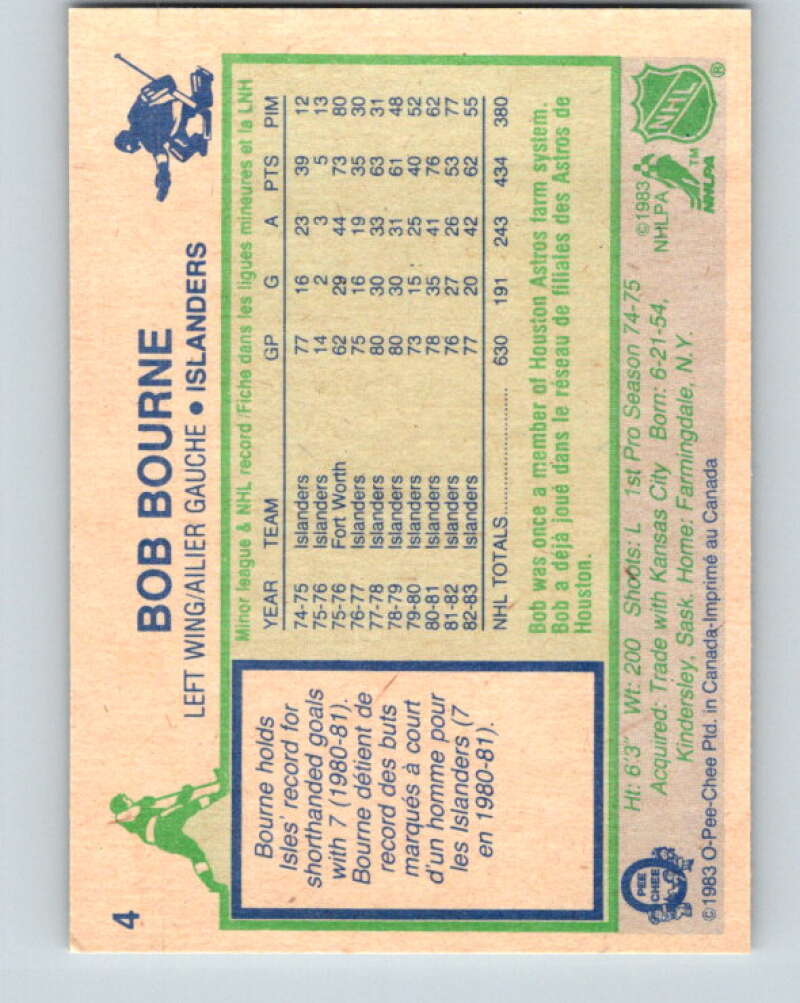 4
BOB BOURNE
LEFT WING/AILIER GAUCHE • ISLANDERS
Bourne holds
Isles' record for
shorthanded goals
with 7 (1980-81).
Bourne détient de
record des buts
marqués à court
d'un homme pour
les Islanders (7
en 1980-81).
Minor league & NHL record/Fiche dans les ligues mineures et la LNH
YEAR TEAM GP G A PTS PIM
74-75 Islanders 77 16 23 39 12
75-76 Islanders 14 2 3 5 13
75-76 Fort Worth 62 29 44 73 80
76-77 Islanders 75 16 19 35 30
77-78 Islanders 80 30 33 63 31
78-79 Islanders 80 30 31 61 48
79-80 Islanders 73 15 25 40 52
80-81 Islanders 78 35 41 76 62
81-82 Islanders 76 27 26 53 77
82-83 Islanders 77 20 42 62 55
NHL TOTALS.................... 630 191 243 434 380
Bob was once a member of Houston Astros farm system.
Bob a déjà joué dans le réseau de filiales des Astros de
Houston.
Ht: 6'3" Wt: 200 Shoots: L 1st Pro Season 74-75
Acquired: Trade with Kansas City Born: 6-21-54,
Kindersley, Sask. Home: Farmingdale, N.Y.
©1983
NHLPA
NHL ®
NHLPA ™
O PEE CHEE
©1983 O-Pee-Chee Ptd. in Canada-Imprimé au Canada